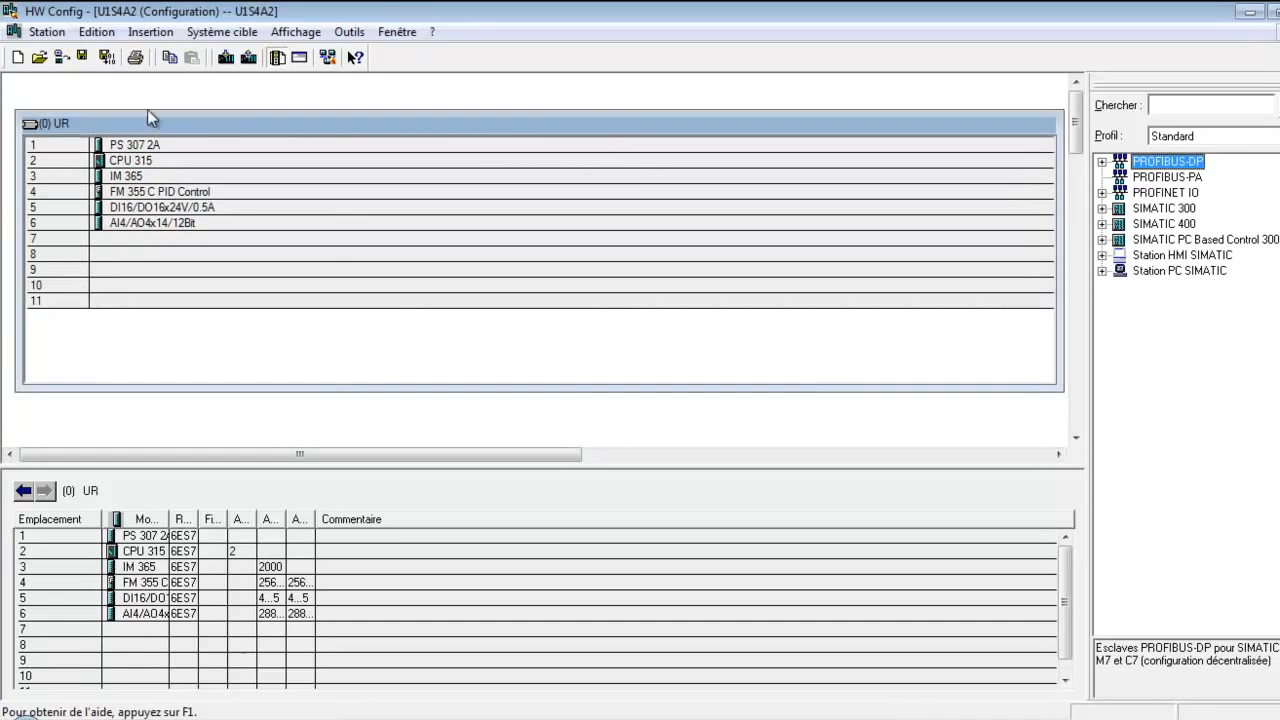 HW Config - [U1S4A2 (Configuration) -- U1S4A2]
Station Edition Insertion Système cible Affichage Outils Fenêtre ?
(0) UR
1 PS 307 2A
2 CPU 315
3 IM 365
4 FM 355 C PID Control
5 DI16/DO16x24V/0.5A
6 AI4/AO4x14/12Bit
7
8
9
10
11
(0) UR
Emplacement Mo... R... Fi... A... A... A... Commentaire
1 PS 307 2A 6ES7
2 CPU 315 6ES7 2
3 IM 365 6ES7 2000
4 FM 355 C 6ES7 256... 256...
5 DI16/DO1 6ES7 4...5 4...5
6 AI4/AO4x 6ES7 288... 288...
7
8
9
10
Chercher :
Profil : Standard
PROFIBUS-DP
PROFIBUS-PA
PROFINET IO
SIMATIC 300
SIMATIC 400
SIMATIC PC Based Control 300
Station HMI SIMATIC
Station PC SIMATIC
Esclaves PROFIBUS-DP pour SIMATIC
M7 et C7 (configuration décentralisée)
Pour obtenir de l'aide, appuyez sur F1.